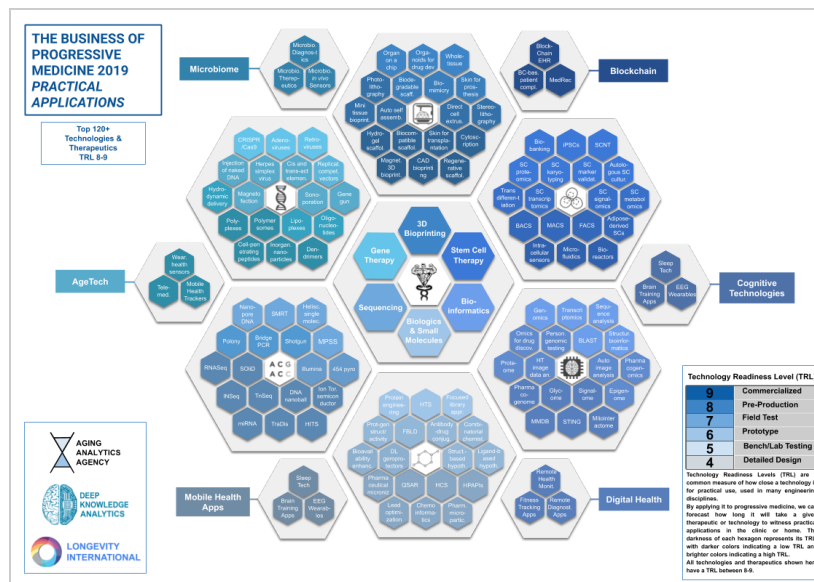 THE BUSINESS OF
PROGRESSIVE
MEDICINE 2019
PRACTICAL
APPLICATIONS
Top 120+
Technologies &
Therapeutics
TRL 8-9
Microbiome
Microbio.
Diagnost-t
ics
Microbio
Therap-
eutics
Microbio.
in vivo
Sensors
Organ
on a
chip
Orga-
noids for
drug dev
Whole-
tissue
Photo-
litho-
graphy
Biode-
gradable
scaff.
Bio-
mimicry
Skin for
pros-
thesis
Mini
tissue
bioprint.
Auto self
assemb.
Direct
cell
extrus.
Stereo-
litho-
graphy
Hydro-
gel
scaffol.
Biocom
patible
scaffol.
Skin for
transpla-
ntation
Cytosc-
ription
Magnet.
3D
bioprint.
CAD
bioprint
ing
Rege-
nerative
scaffol.
Block-
Chain
EHR
BC-bas.
patient
compl.
MedRec
Blockchain
CRISPR
/Cas9
Adeno-
viruses
Retro-
viruses
Injection
of naked
DNA
Herpes
simplex
virus
Cis and
trans-act
elemen.
Replicat.
compet.
vectors
Hydro-
dynamic
delivery
Magneto
fection
Sono-
poration
Gene
gun
Poly-
plexes
Polymer
somes
Lipo-
plexes
Oligo-
nucleo-
tides
Cell-pen
etrating
peptides
Inorgan.
nano-
particles
Den-
drimers
Bio-
banking
iPSCs
SCNT
SC
prote-
omics
SC
karyo-
typing
SC
marker
validat.
Autolo-
gous SC
cultur.
Trans
differen-t
iation
SC
transcrip
tomics
SC
signal-
omics
SC
metabol
omics
BACS
MACS
FACS
Adipose-
derived
SCs
Intra-
cellular
sensors
Micro-
fluidics
Bio-
reactors
3D
Bioprinting
Gene
Therapy
Stem Cell
Therapy
Sequencing
Bio-
informatics
Biologics
& Small
Molecules
AgeTech
Wear.
health
sensors
Tele-
med.
Mobile
Health
Trackers
Sleep
Tech
Brain
Training
Apps
EEG
Wearables
Cognitive
Technologies
Nano-
pore
DNA
SMRT
Helisc.
single
molec.
Polony
Bridge
PCR
Shotgun
MPSS
RNASeq
SOliD
A C G
A C C
Illumina
454 pyro
INSeq
TnSeq
DNA
nanoball
Ion Tor.
semicon
ductor
miRNA
TraDIs
HITS
Gen-
omics
Transcri
ptomics
Sequ-
ence
analysis
Omics
for drug
discov.
Person.
genomic
testing
BLAST
Structur.
bioinfor-
matics
Prote-
ome
HT
image
data an.
Auto
image
analysis
Pharma
cogen-
omics
Pharma
co-
genome
Glyc-
ome
Signal-
ome
Epigen-
ome
MMDB
STING
MitoInter
actome
Protein
enginee-
ring
HTS
Focused
library
appr.
Prot-gen
struct/
activity
FBLD
Antibody
-drug
conjug.
Combi-
natorial
chemist.
Bioavail
ability
enhanc.
DL
geropro-
tectors
Struct.-
based
hypoth.
Ligand-b
ased
hypoth.
Pharma
ceutical
micronis
QSAR
HCS
HPAPIs
Lead
optimi-
zation
Chemo
informa-
tics
Pharm.
micro-
partic.
Mobile Health
Apps
Sleep
Tech
Brain
Training
Apps
EEG
Wearab-
les
Remote
Health
Monit.
Fitness
Tracking
Apps
Remote
Diagnost.
Apps
Digital Health
AGING
ANALYTICS
AGENCY
DEEP
KNOWLEDGE
ANALYTICS
LONGEVITY
INTERNATIONAL
Technology Readiness Level (TRL
9 Commercialized
8 Pre-Production
7 Field Test
6 Prototype
5 Bench/Lab Testing
4 Detailed Design
Technology Readiness Levels (TRL) are
common measure of how close a technology i
for practical use, used in many engineerin
disciplines.
By applying it to progressive medicine, we ca
forecast how long it will take a give
therapeutic or technology to witness practica
applications in the clinic or home. Th
darkness of each hexagon represents its TRL
with darker colors indicating a low TRL an
brighter colors indicating a high TRL.
All technologies and therapeutics shown her
have a TRL between 8-9.